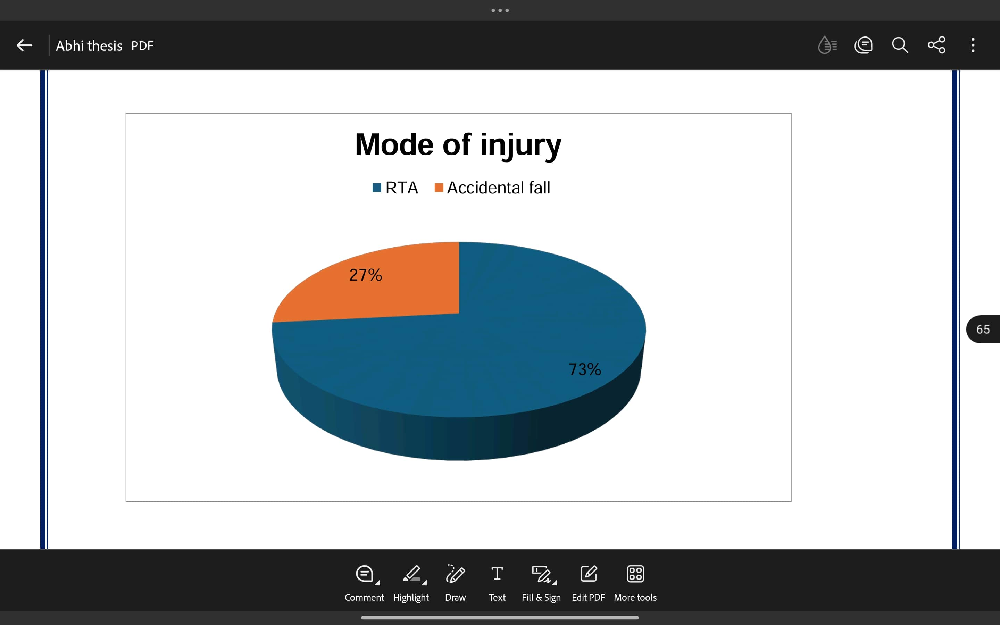 Abhi thesis PDF
Mode of injury
RTA Accidental fall
27%
73%
65
Comment Highlight Draw Text Fill & Sign Edit PDF More tools